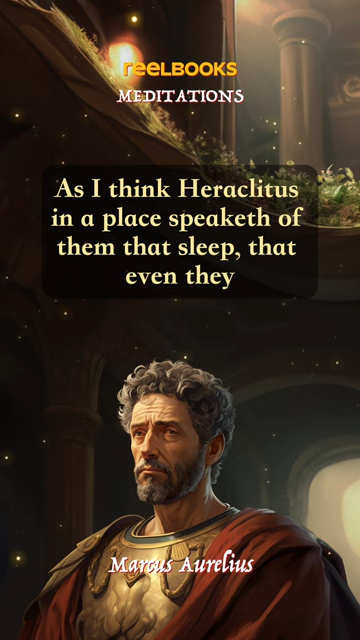 reelbooks
MEDITATIONS
As I think Heraclitus
in a place speaketh of
them that sleep, that
even they
Marcus Aurelius